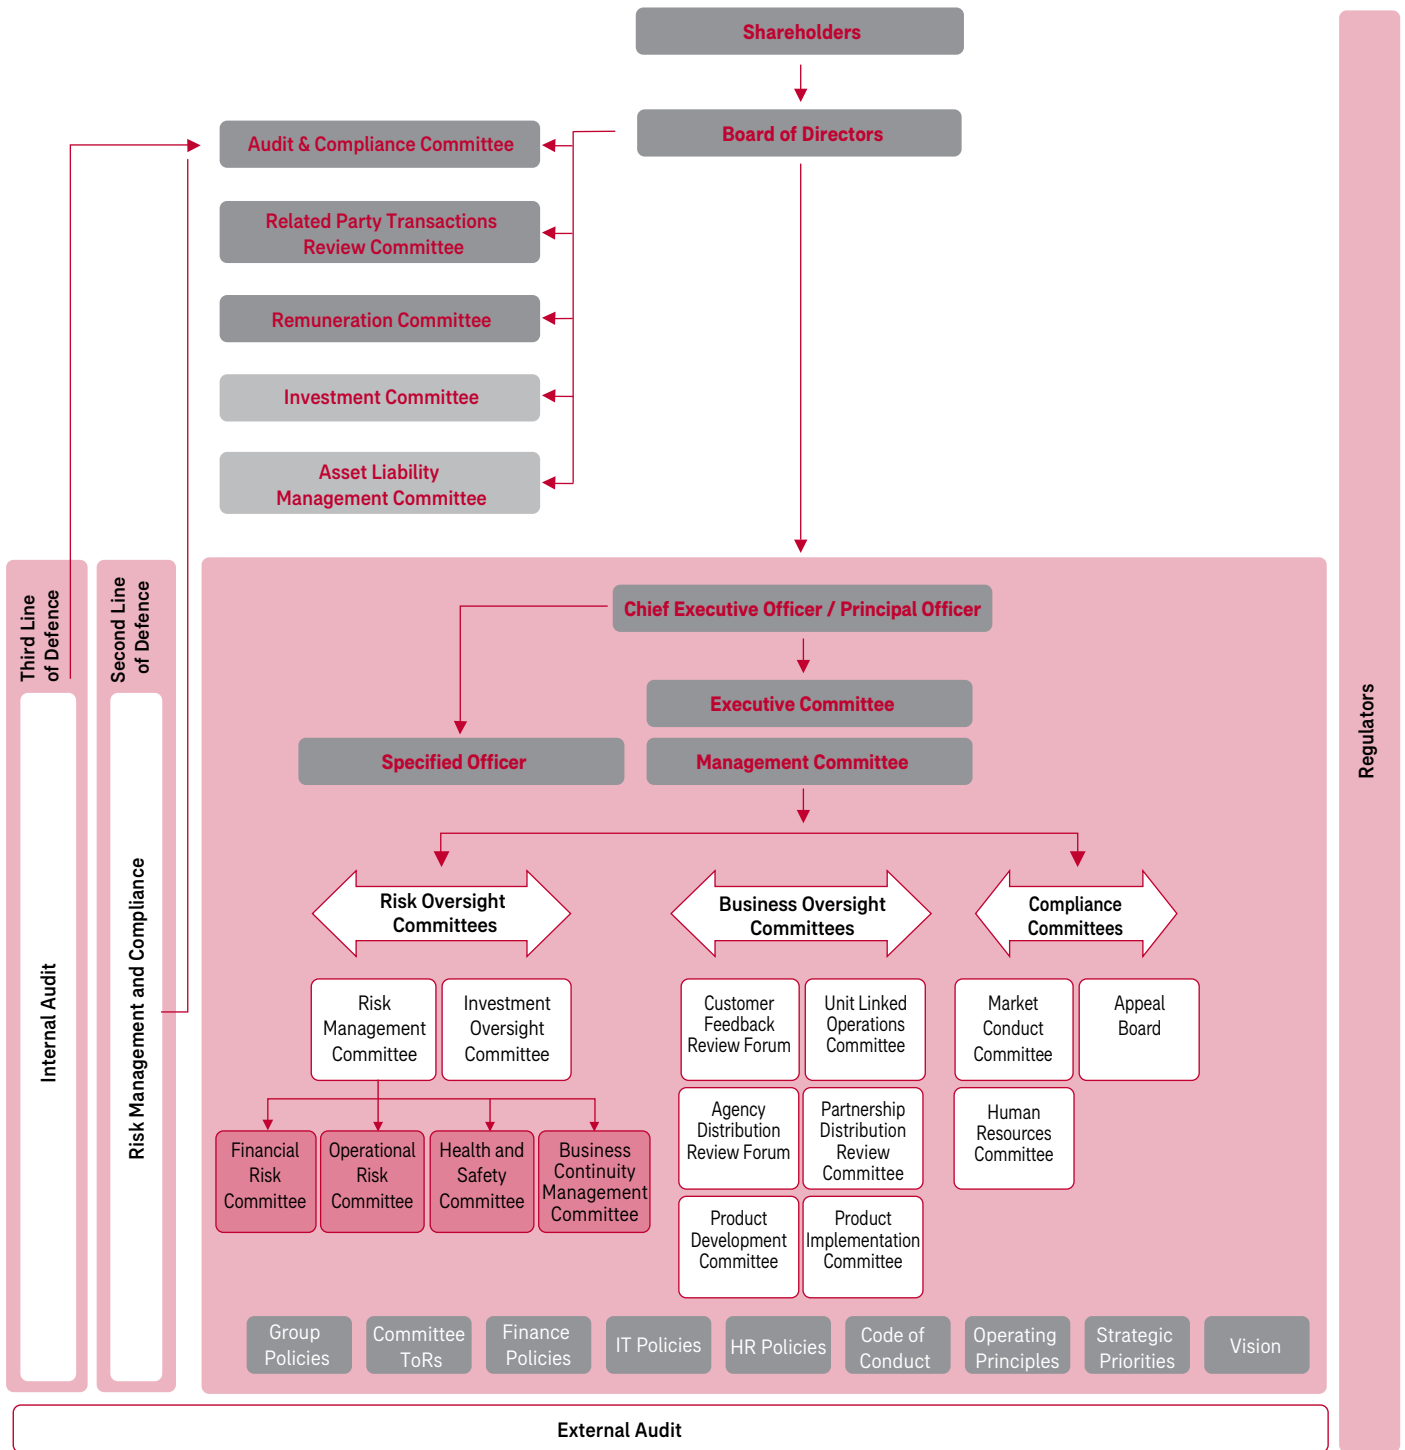 Shareholders
Board of Directors
Audit & Compliance Committee
Related Party Transactions
Review Committee
Remuneration Committee
Investment Committee
Asset Liability
Management Committee
Third Line
of Defence
Second Line
of Defence
Internal Audit
Risk Management and Compliance
Regulators
Chief Executive Officer / Principal Officer
Executive Committee
Specified Officer
Management Committee
Risk Oversight
Committees
Business Oversight
Committees
Compliance
Committees
Risk
Management
Committee
Investment
Oversight
Committee
Customer
Feedback
Review Forum
Unit Linked
Operations
Committee
Market
Conduct
Committee
Appeal
Board
Agency
Distribution
Review Forum
Partnership
Distribution
Review
Committee
Human
Resources
Committee
Financial
Risk
Committee
Operational
Risk
Committee
Health and
Safety
Committee
Business
Continuity
Management
Committee
Product
Development
Committee
Product
Implementation
Committee
Group
Policies
Committee
ToRs
Finance
Policies
IT Policies
HR Policies
Code of
Conduct
Operating
Principles
Strategic
Priorities
Vision
External Audit